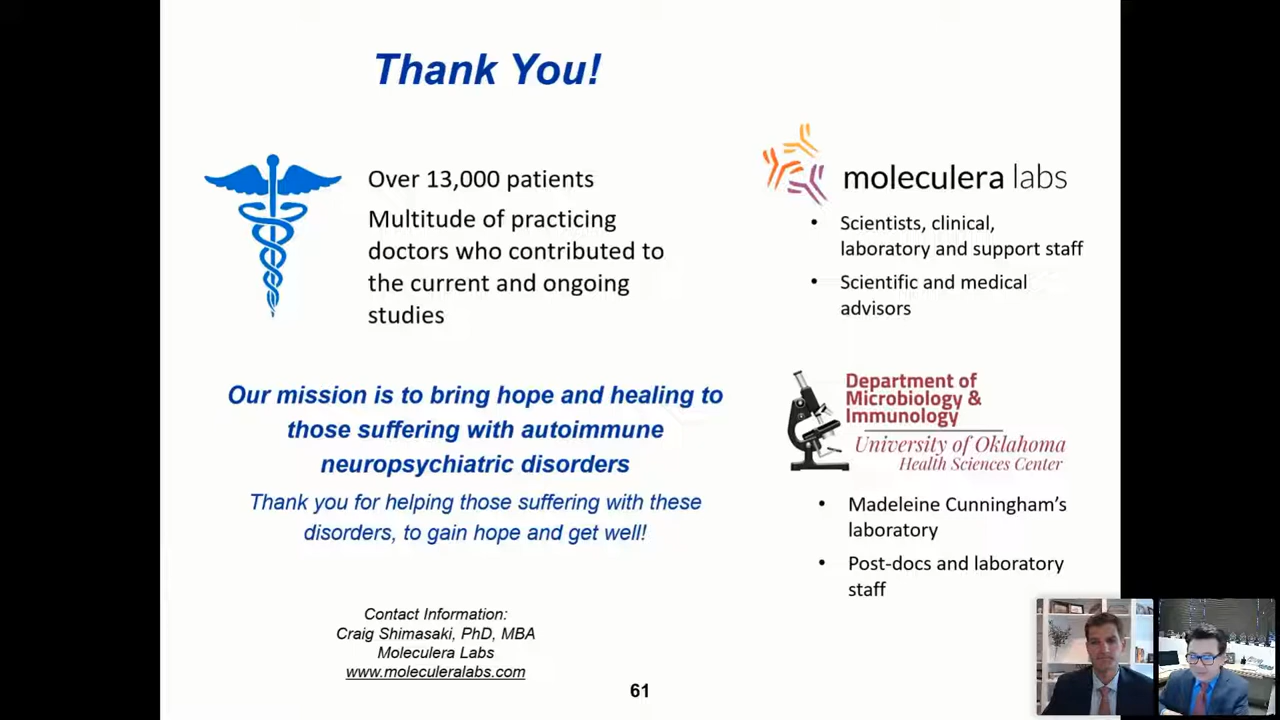 Thank You!
Over 13,000 patients
Multitude of practicing
doctors who contributed to
the current and ongoing
studies
Our mission is to bring hope and healing to
those suffering with autoimmune
neuropsychiatric disorders
Thank you for helping those suffering with these
disorders, to gain hope and get well!
Contact Information:
Craig Shimasaki, PhD, MBA
Moleculera Labs
www.moleculeralabs.com
moleculera labs
• Scientists, clinical,
laboratory and support staff
• Scientific and medical
advisors
Department of
Microbiology &
Immunology
University of Oklahoma
Health Sciences Center
• Madeleine Cunningham's
laboratory
• Post-docs and laboratory
staff
61